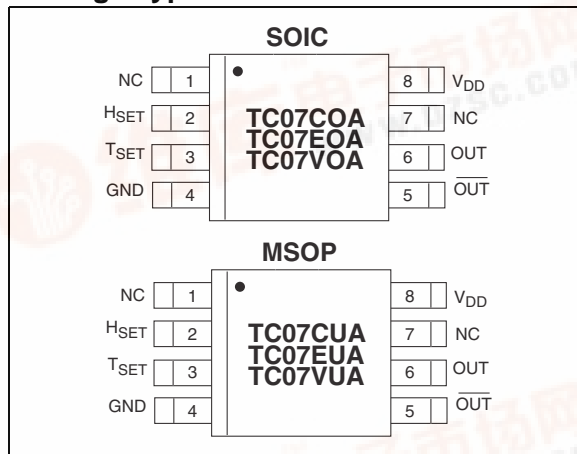 SOIC
NC 1
HSET 2
TSET 3
GND 4
TC07COA
TC07EOA
TC07VOA
8 VDD
7 NC
6 OUT
5 OUT
MSOP
NC 1
HSET 2
TSET 3
GND 4
TC07CUA
TC07EUA
TC07VUA
8 VDD
7 NC
6 OUT
5 OUT